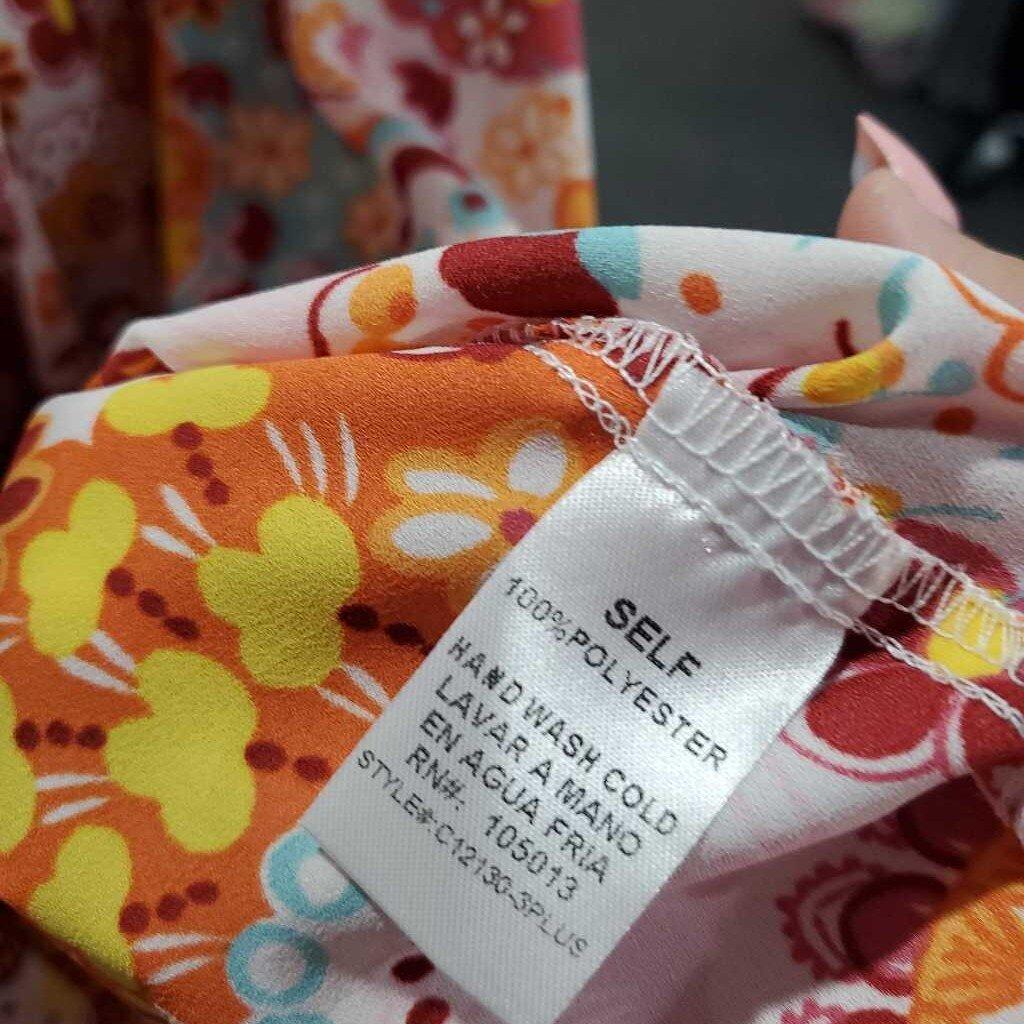 SELF
100%POLYESTER
HAND WASH COLD
LAVAR A MANO
EN AGUA FRIA
RN#. 105013
STYLE#:C12130-3PLUS